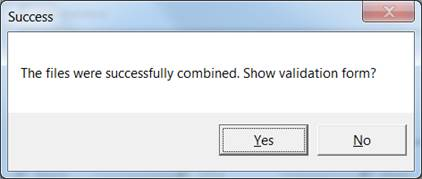 Success
The files were successfully combined. Show validation form?
Yes
No